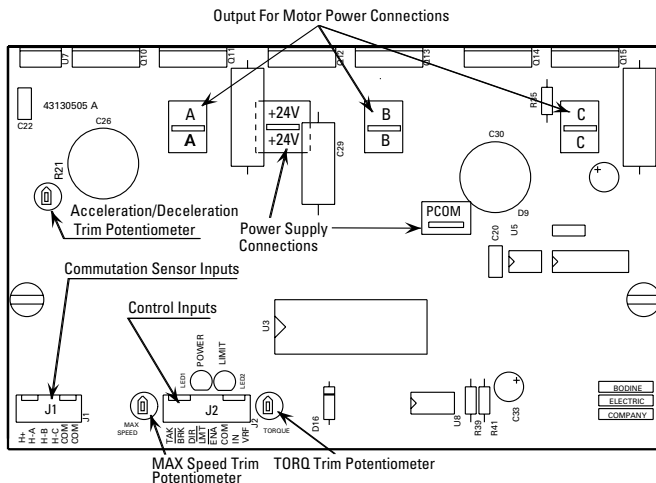 Output For Motor Power Connections
U7
Q10
Q11
Q12
Q13
Q14
Q15
C22
43130505 A
C26
A
A
+24V
+24V
C29
B
B
R35
C
C
C30
R21
Acceleration/Deceleration
Trim Potentiometer
Power Supply
Connections
PCOM
D9
C20
U5
Commutation Sensor Inputs
Control Inputs
U3
POWER
LIMIT
LED1
LED2
J1
J1
MAX
SPEED
J2
J2
TORQUE
D16
U8
R39
R41
C33
BODINE
ELECTRIC
COMPANY
H+
H-A
H-B
H-C
COM
COM
TAK
BRK
DIR
LMT
ENA
COM
IN
VRF
MAX Speed Trim
Potentiometer
TORQ Trim Potentiometer